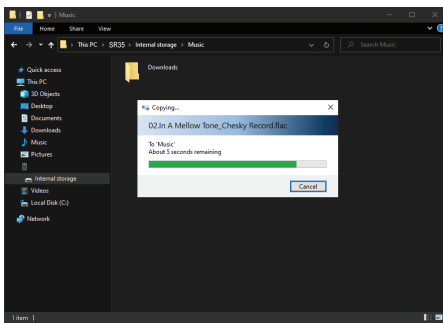 Music
File Home Share View
This PC > SR35 > Internal storage > Music
Search Music
Quick access
This PC
3D Objects
Desktop
Documents
Downloads
Music
Pictures
Internal storage
Videos
Local Disk (C:)
Network
Downloads
Copying...
02.In A Mellow Tone_Chesky Record.flac
To 'Music'
About 5 seconds remaining
Cancel
1 item